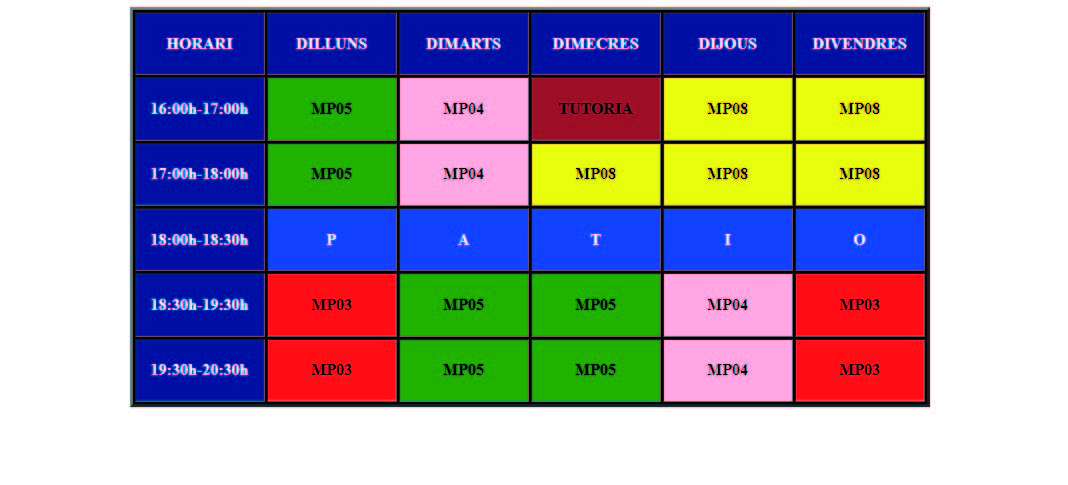 HORARI DILLUNS DIMARTS DIMECRES DIJOUS DIVENDRES
16:00h-17:00h MP05 MP04 TUTORIA MP08 MP08
17:00h-18:00h MP05 MP04 MP08 MP08 MP08
18:00h-18:30h P A T I O
18:30h-19:30h MP03 MP05 MP05 MP04 MP03
19:30h-20:30h MP03 MP05 MP05 MP04 MP03